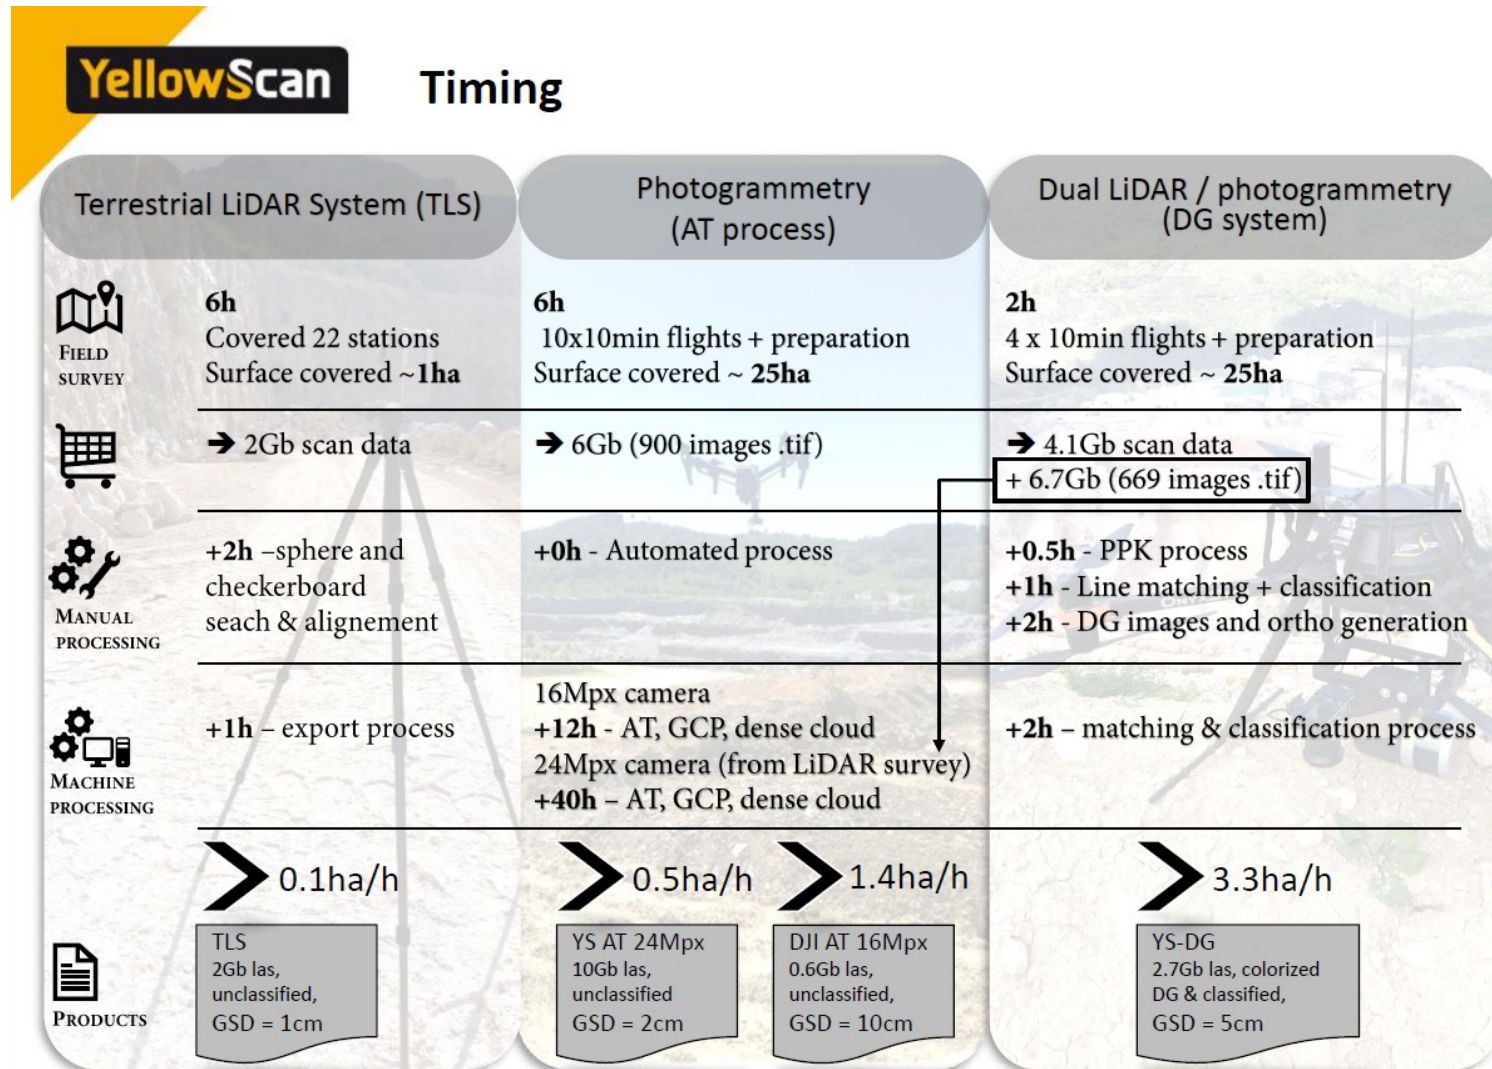 YellowScan
Timing
Terrestrial LiDAR System (TLS)
Photogrammetry
(AT process)
Dual LiDAR / photogrammetry
(DG system)
FIELD
SURVEY
6h
Covered 22 stations
Surface covered ~1ha
6h
10x10min flights + preparation
Surface covered ~ 25ha
2h
4 x 10min flights + preparation
Surface covered ~ 25ha
➔ 2Gb scan data
➔ 6Gb (900 images .tif)
➔ 4.1Gb scan data
+ 6.7Gb (669 images .tif)
MANUAL
PROCESSING
+2h –sphere and
checkerboard
seach & alignement
+0h - Automated process
+0.5h - PPK process
+1h - Line matching + classification
+2h - DG images and ortho generation
MACHINE
PROCESSING
+1h – export process
16Mpx camera
+12h - AT, GCP, dense cloud
24Mpx camera (from LiDAR survey)
+40h – AT, GCP, dense cloud
+2h – matching & classification process
0.1ha/h
0.5ha/h
1.4ha/h
3.3ha/h
PRODUCTS
TLS
2Gb las,
unclassified,
GSD = 1cm
YS AT 24Mpx
10Gb las,
unclassified
GSD = 2cm
DJI AT 16Mpx
0.6Gb las,
unclassified,
GSD = 10cm
YS-DG
2.7Gb las, colorized
DG & classified,
GSD = 5cm